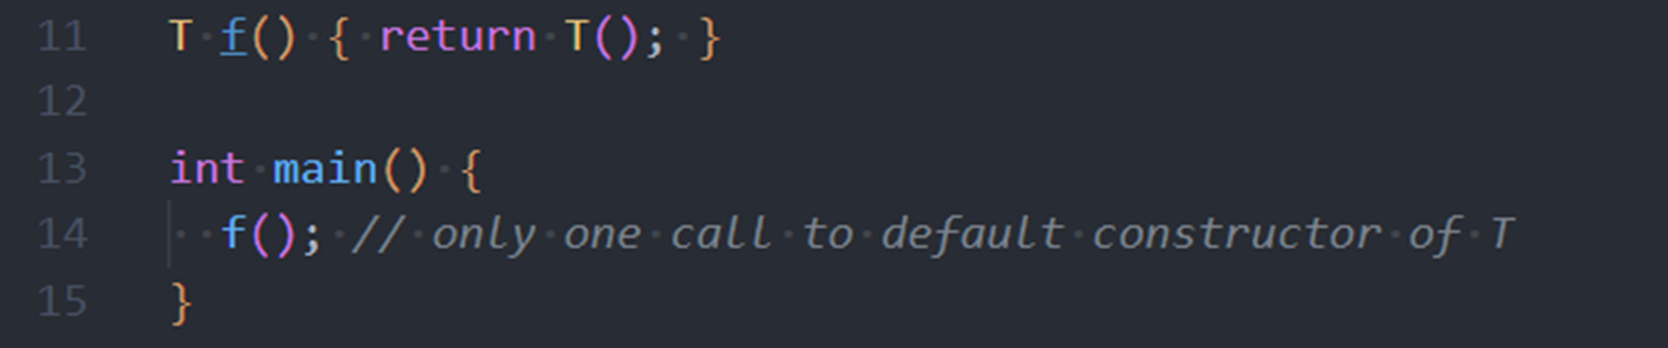 11 T f() { return T(); }
12
13 int main() {
14 f(); // only one call to default constructor of T
15 }